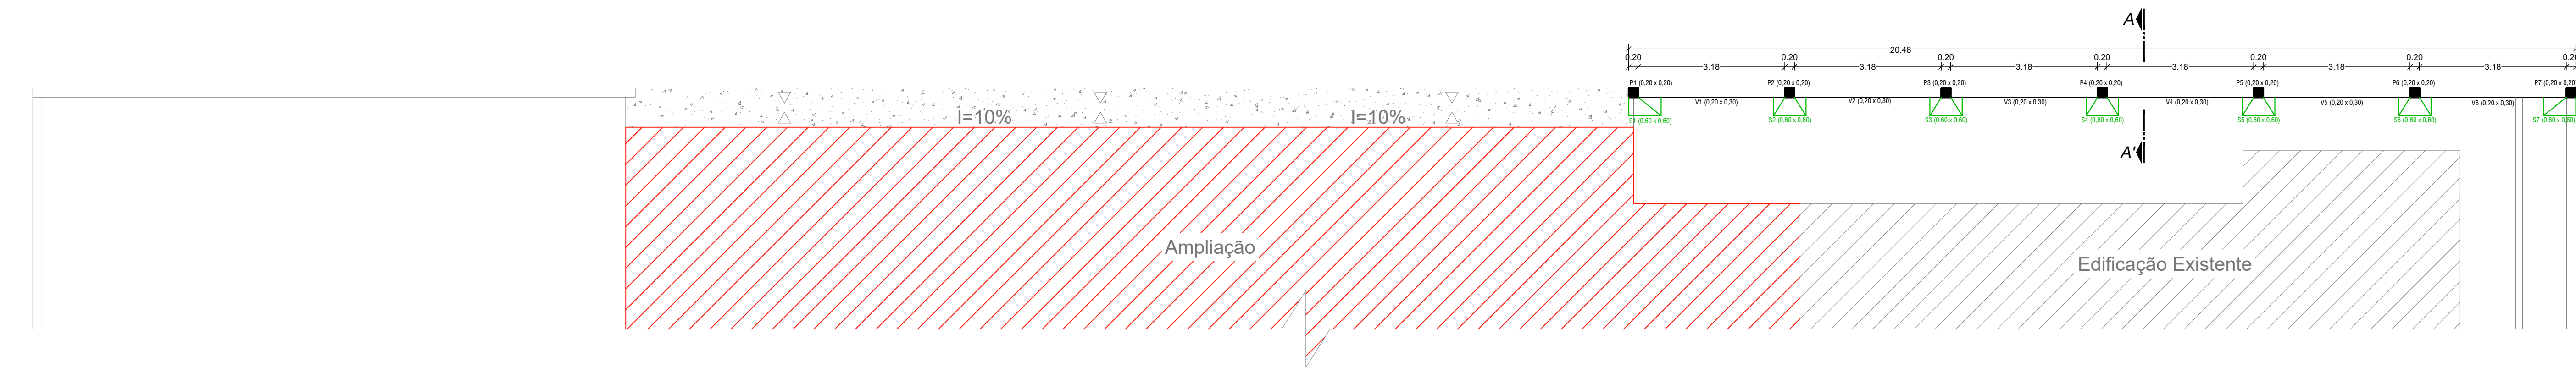 A
20.48
0.20 0.20 0.20 0.20 0.20 0.20
3.18 3.18 3.18 3.18 3.18 3.18
P1 (0,20 x 0.20) P2 (0,20 x 0,20) P3 (0,20 x 0,20) P4 (0,20 x 0,20) P5 (0,20 x 0,20) P6 (0,20 x 0,20) P7 (0,20 x 0,20
V1 (0,20 x 0,30) V2 (0,20 x 0,30) V3 (0,20 x 0,30) V4 (0,20 x 0,30) V5 (0,20 x 0,30) V6 (0,20 x 0,30)
I=10% I=10%
S1 (0,60 x 0,60) S2 (0,60 x 0,60) S3 (0,60 x 0,60) S4 (0,60 x 0,60) S5 (0,60 x 0,60) S6 (0,60 x 0,60) S7 (0,60 x 0,60)
A'
Ampliação
Edificação Existente